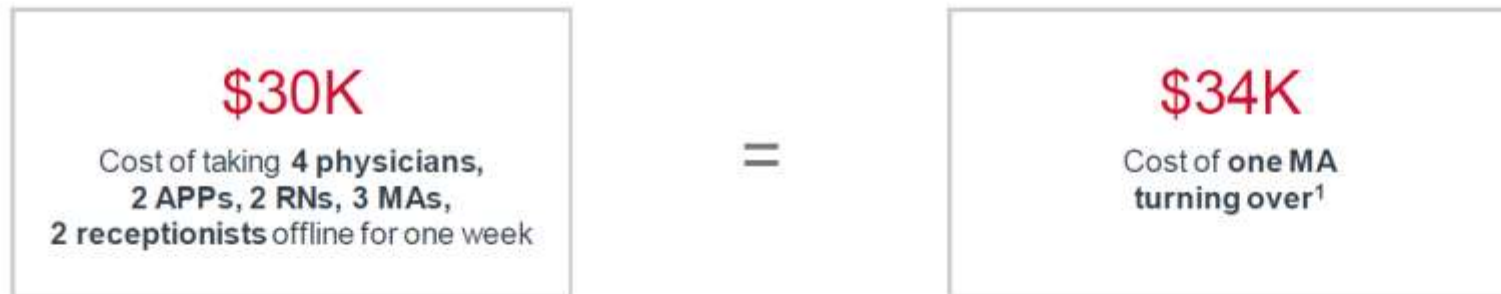 $30K
Cost of taking 4 physicians,
2 APPs, 2 RNs, 3 MAs,
2 receptionists offline for one week
=
$34K
Cost of one MA
turning over¹